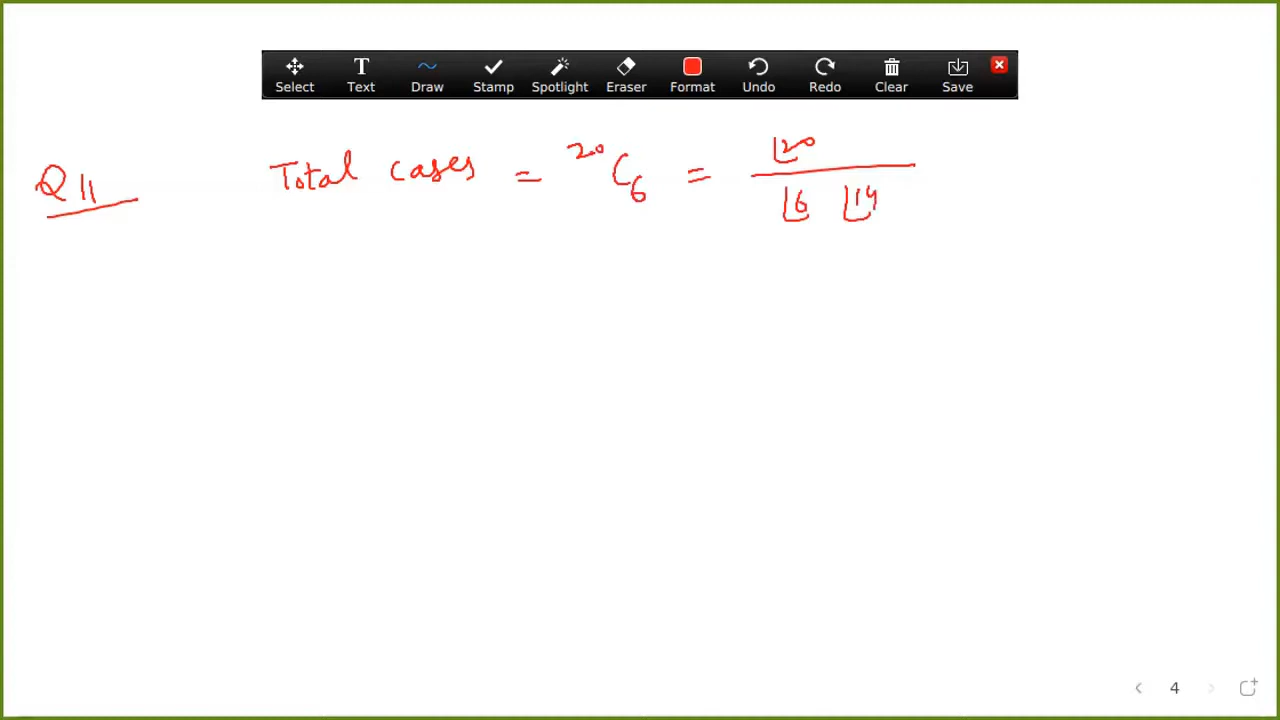 Select Text Draw Stamp Spotlight Eraser Format Undo Redo Clear Save
Q11 Total cases = ²⁰C₆ = ⌊20 / ⌊6 ⌊14
4